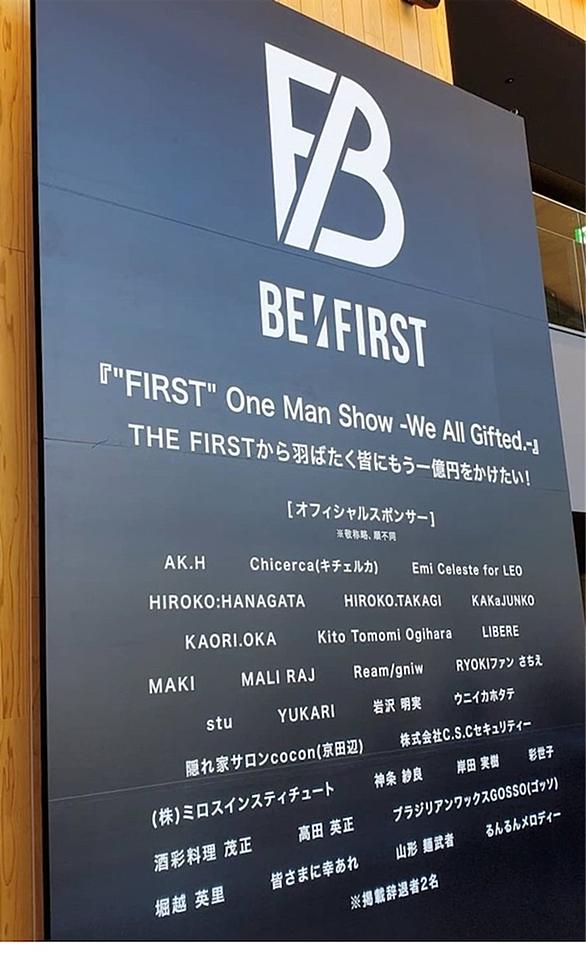 BE:FIRST
『"FIRST" One Man Show -We All Gifted.-』
THE FIRSTから羽ばたく皆にもう一億円をかけたい!
[オフィシャルスポンサー]
※敬称略、順不同
AK.H Chicerca(キチェルカ) Emi Celeste for LEO
HIROKO:HANAGATA HIROKO.TAKAGI KAKaJUNKO
KAORI.OKA Kito Tomomi Ogihara LIBERE
MAKI MALI RAJ Ream/gniw RYOKIファン さちえ
stu YUKARI 岩沢 明実 ウニイカホタテ
隠れ家サロンcocon(京田辺) 株式会社C.S.Cセキュリティー
(株)ミロスインスティチュート 神条 紗良 岸田 実樹 彩世子
酒彩料理 茂正 高田 英正 ブラジリアンワックスGOSSO(ゴッソ)
堀越 英里 皆さまに幸あれ 山形 麺武者 るんるんメロディー
※掲載辞退者2名